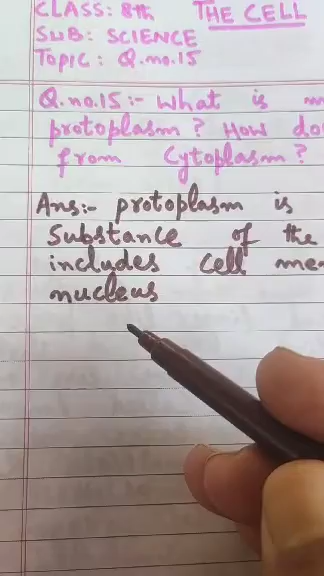 CLASS: 8th THE CELL
SUB: SCIENCE
TOPIC: Q.no.15
Q.no.15:- What is
protoplasm? How
from Cytoplasm?
Ans:- protoplasm is
Substance of the
includes cell
nucleus